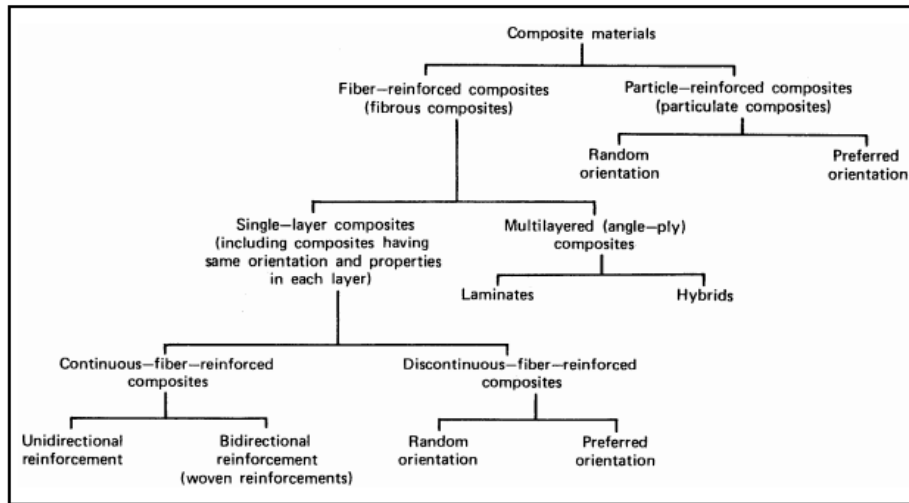 Composite materials
Fiber—reinforced composites
(fibrous composites)
Particle—reinforced composites
(particulate composites)
Random
orientation
Preferred
orientation
Single—layer composites
(including composites having
same orientation and properties
in each layer)
Multilayered (angle—ply)
composites
Laminates
Hybrids
Continuous—fiber—reinforced
composites
Discontinuous—fiber—reinforced
composites
Unidirectional
reinforcement
Bidirectional
reinforcement
(woven reinforcements)
Random
orientation
Preferred
orientation